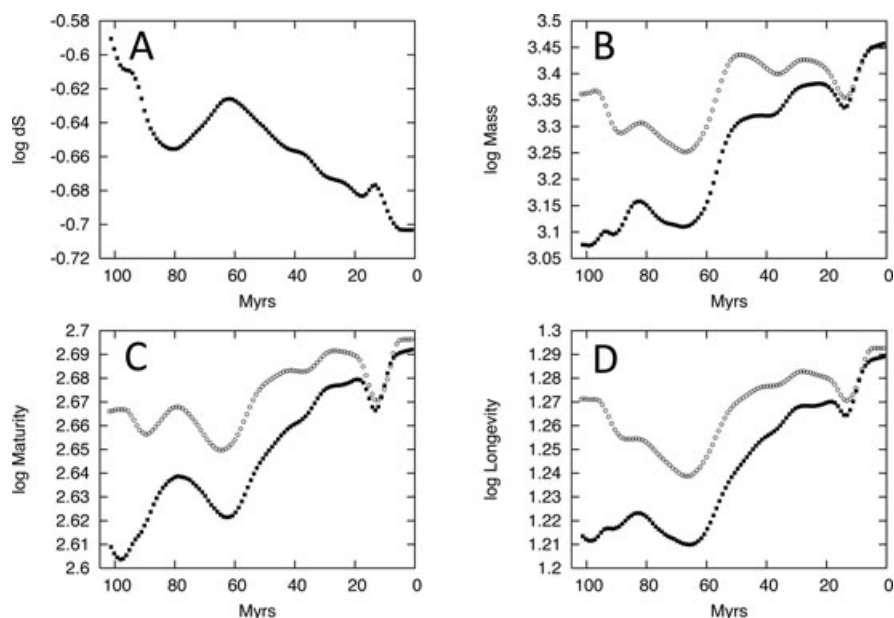 A
-0.58
-0.6
-0.62
-0.64
-0.66
-0.68
-0.7
-0.72
log dS
100 80 60 40 20 0
Myrs
B
3.5
3.45
3.4
3.35
3.3
3.25
3.2
3.15
3.1
3.05
log Mass
100 80 60 40 20 0
Myrs
C
2.7
2.69
2.68
2.67
2.66
2.65
2.64
2.63
2.62
2.61
2.6
log Maturity
100 80 60 40 20 0
Myrs
D
1.3
1.29
1.28
1.27
1.26
1.25
1.24
1.23
1.22
1.21
1.2
log Longevity
100 80 60 40 20 0
Myrs